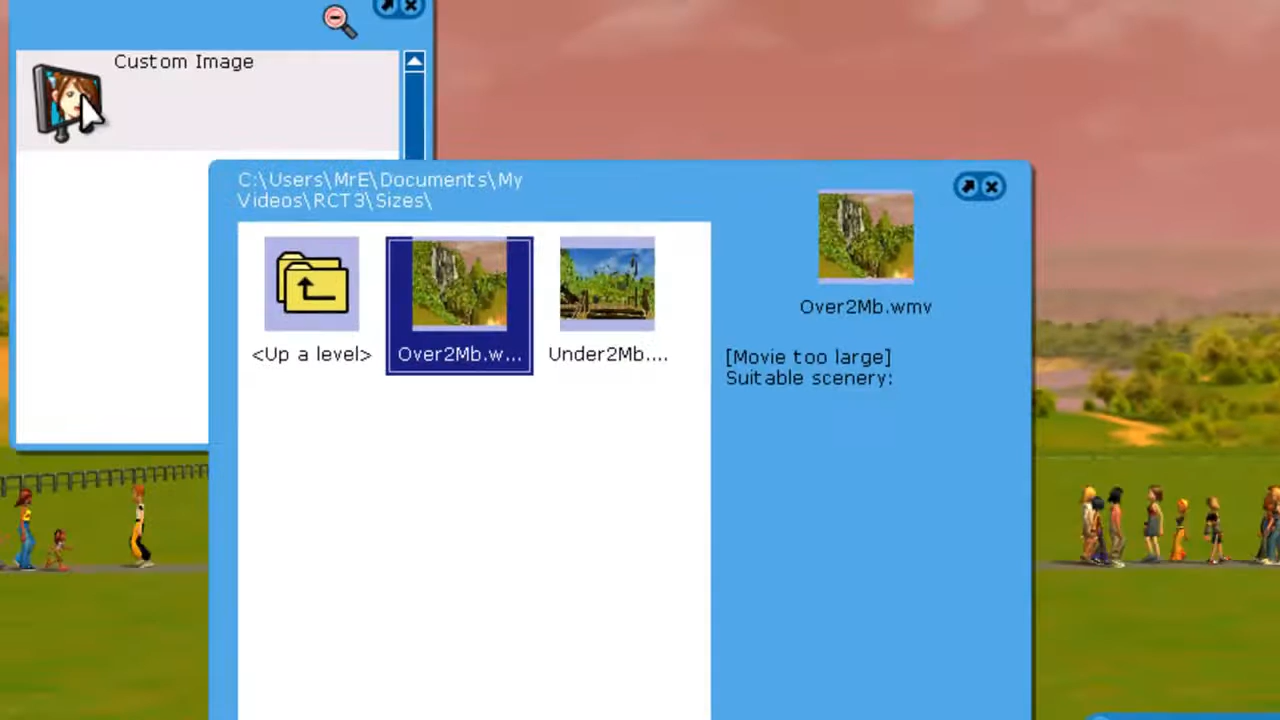 Custom Image
C:\Users\MrE\Documents\My
Videos\RCT3\Sizes\
<Up a level>
Over2Mb.w...
Under2Mb....
Over2Mb.wmv
[Movie too large]
Suitable scenery: